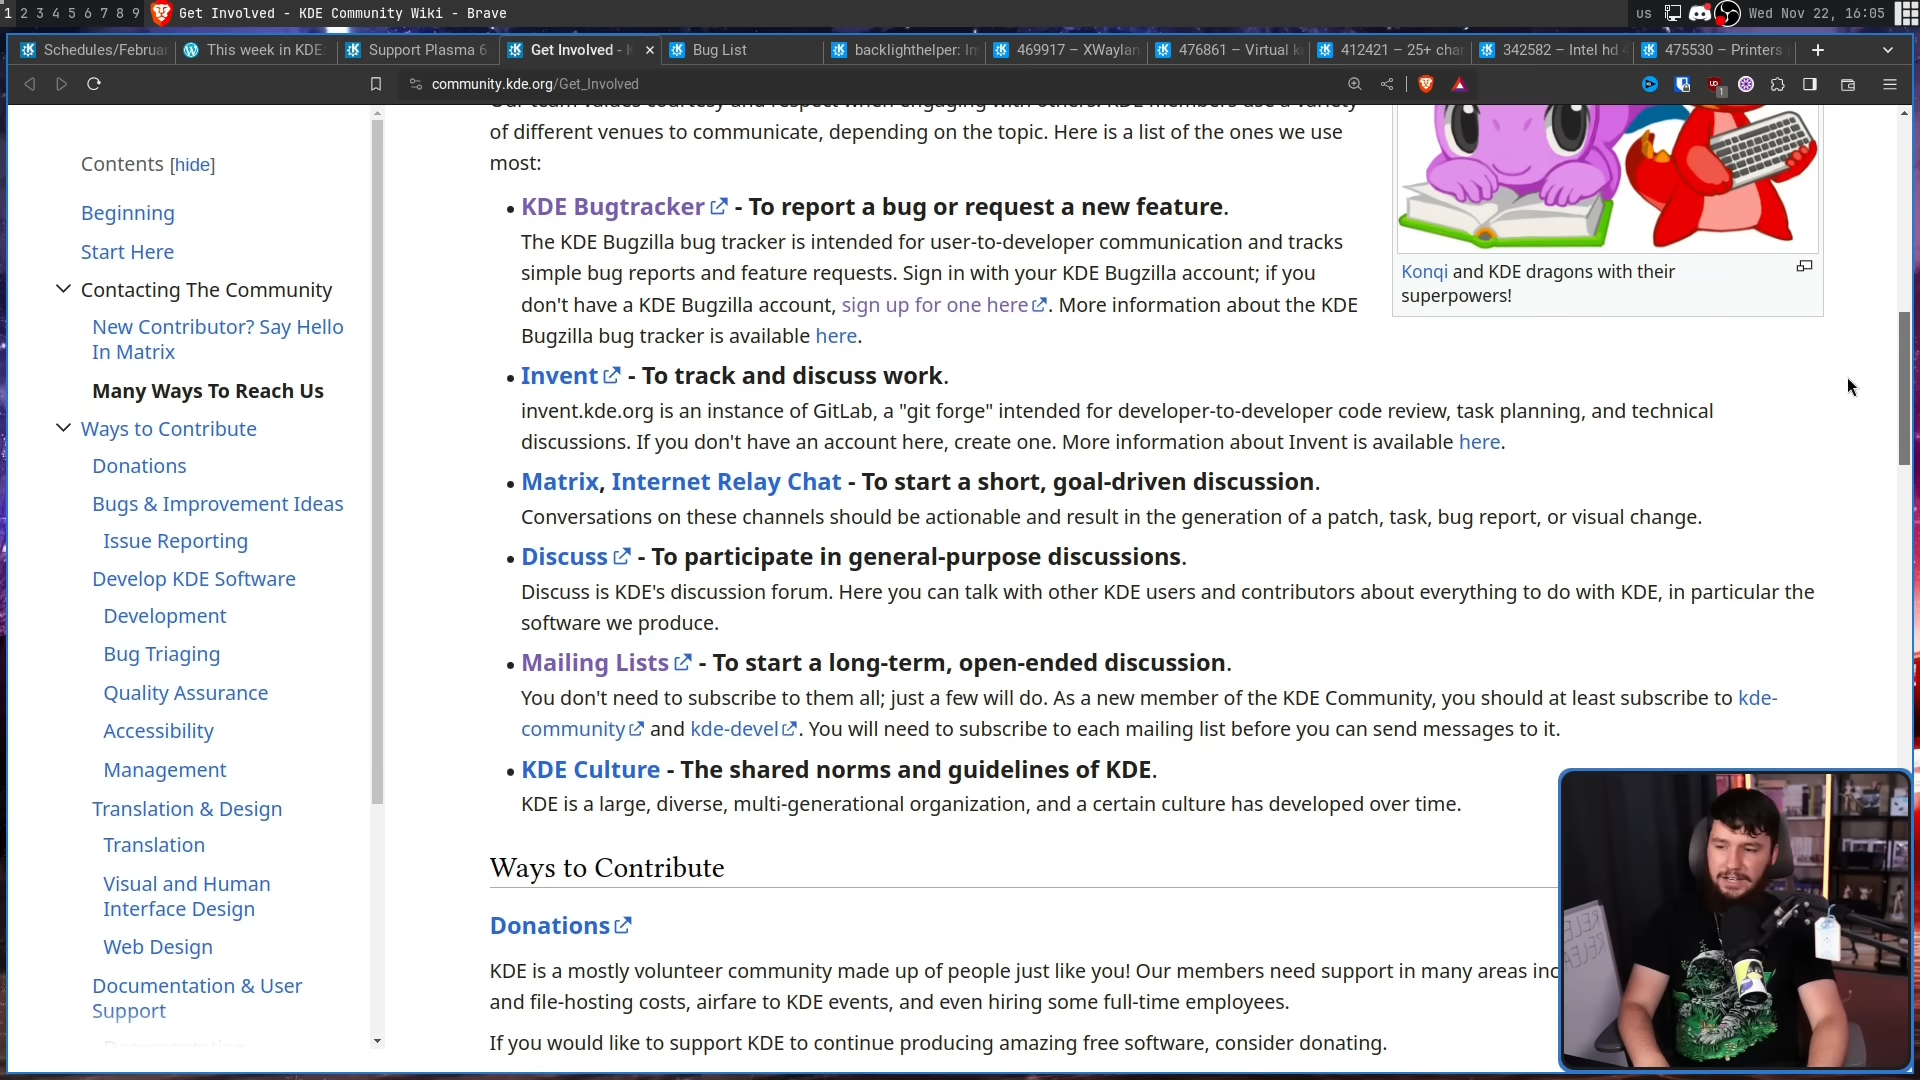 1 2 3 4 5 6 7 8 9 Get Involved - KDE Community Wiki - Brave us Wed Nov 22, 16:05
Schedules/Februar This week in KDE: Support Plasma 6 Get Involved - K Bug List backlighthelper: Im 469917 – XWaylan 476861 – Virtual k 412421 – 25+ cha 342582 – Intel hd 475530 – Printers
community.kde.org/Get_Involved
Contents [hide]
Beginning
Start Here
Contacting The Community
New Contributor? Say Hello
In Matrix
Many Ways To Reach Us
Ways to Contribute
Donations
Bugs & Improvement Ideas
Issue Reporting
Develop KDE Software
Development
Bug Triaging
Quality Assurance
Accessibility
Management
Translation & Design
Translation
Visual and Human
Interface Design
Web Design
Documentation & User
Support
Our team values courtesy and respect when engaging with others. KDE members use a variety
of different venues to communicate, depending on the topic. Here is a list of the ones we use
most:
• KDE Bugtracker - To report a bug or request a new feature.
The KDE Bugzilla bug tracker is intended for user-to-developer communication and tracks
simple bug reports and feature requests. Sign in with your KDE Bugzilla account; if you
don't have a KDE Bugzilla account, sign up for one here. More information about the KDE
Bugzilla bug tracker is available here.
• Invent - To track and discuss work.
invent.kde.org is an instance of GitLab, a "git forge" intended for developer-to-developer code review, task planning, and technical
discussions. If you don't have an account here, create one. More information about Invent is available here.
• Matrix, Internet Relay Chat - To start a short, goal-driven discussion.
Conversations on these channels should be actionable and result in the generation of a patch, task, bug report, or visual change.
• Discuss - To participate in general-purpose discussions.
Discuss is KDE's discussion forum. Here you can talk with other KDE users and contributors about everything to do with KDE, in particular the
software we produce.
• Mailing Lists - To start a long-term, open-ended discussion.
You don't need to subscribe to them all; just a few will do. As a new member of the KDE Community, you should at least subscribe to kde-
community and kde-devel. You will need to subscribe to each mailing list before you can send messages to it.
• KDE Culture - The shared norms and guidelines of KDE.
KDE is a large, diverse, multi-generational organization, and a certain culture has developed over time.
Ways to Contribute
Donations
KDE is a mostly volunteer community made up of people just like you! Our members need support in many areas inc
and file-hosting costs, airfare to KDE events, and even hiring some full-time employees.
If you would like to support KDE to continue producing amazing free software, consider donating.
Konqi and KDE dragons with their
superpowers!